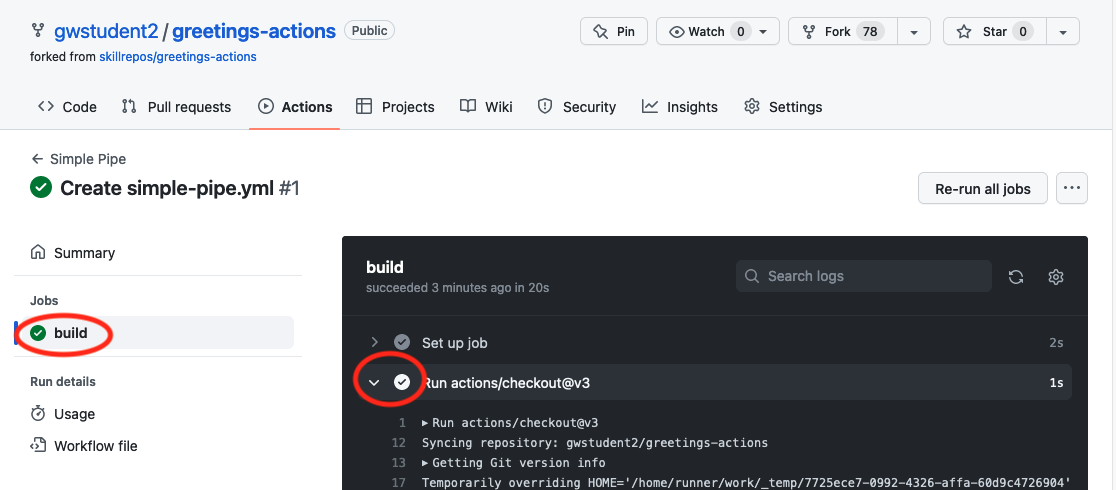 gwstudent2/greetings-actions Public
Pin
Watch 0
Fork 78
Star 0
forked from skillrepos/greetings-actions
Code
Pull requests
Actions
Projects
Wiki
Security
Insights
Settings
Simple Pipe
Create simple-pipe.yml #1
Re-run all jobs
Summary
Jobs
build
Run details
Usage
Workflow file
build
succeeded 3 minutes ago in 20s
Search logs
Set up job 2s
Run actions/checkout@v3 1s
1 Run actions/checkout@v3
12 Syncing repository: gwstudent2/greetings-actions
13 Getting Git version info
17 Temporarily overriding HOME='/home/runner/work/_temp/7725ece7-0992-4326-affa-60d9c4726904'